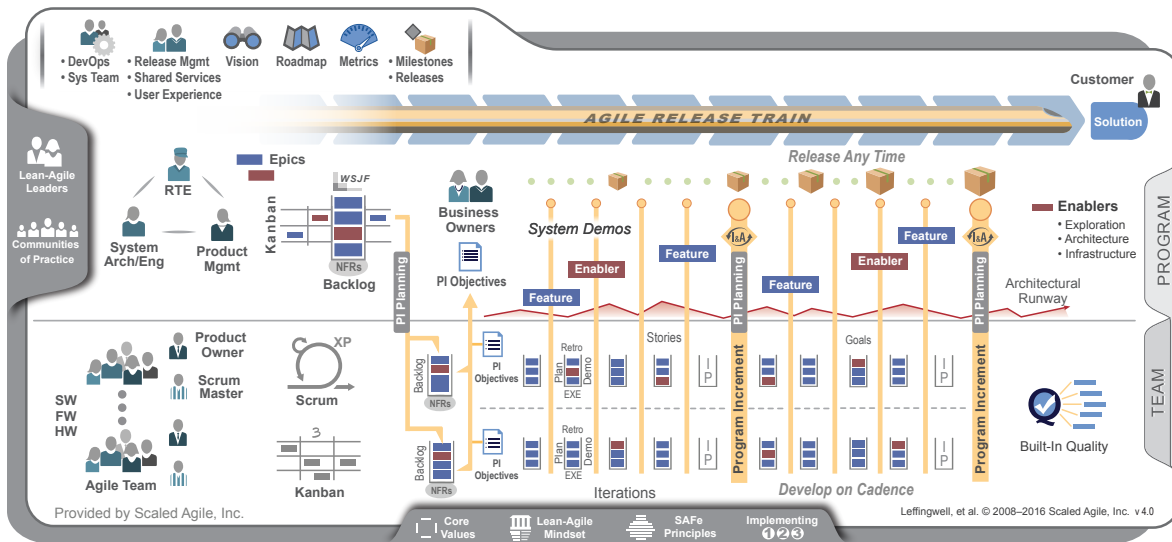 • DevOps
• Sys Team
• Release Mgmt
• Shared Services
• User Experience
Vision
Roadmap
Metrics
• Milestones
• Releases
Customer
AGILE RELEASE TRAIN
Solution
Release Any Time
Lean-Agile
Leaders
Communities
of Practice
RTE
System
Arch/Eng
Product
Mgmt
Epics
WSJF
Kanban
NFRs
Backlog
Business
Owners
PI Objectives
PI Planning
System Demos
Feature
Enabler
Feature
I&A
PI Planning
Feature
Enabler
Feature
I&A
PI Planning
Enablers
• Exploration
• Architecture
• Infrastructure
Architectural
Runway
PROGRAM
TEAM
SW
FW
HW
Agile Team
Product
Owner
Scrum
Master
XP
Scrum
3
Kanban
Backlog
NFRs
PI
Objectives
Plan
Retro
Demo
EXE
Stories
I
P
Program Increment
Goals
I
P
Program Increment
Backlog
NFRs
PI
Objectives
Plan
Retro
Demo
EXE
I
P
I
P
Iterations
Develop on Cadence
Q
Built-In Quality
Provided by Scaled Agile, Inc.
Leffingwell, et al. © 2008–2016 Scaled Agile, Inc. v 4.0
Core
Values
Lean-Agile
Mindset
SAFe
Principles
Implementing
1 2 3